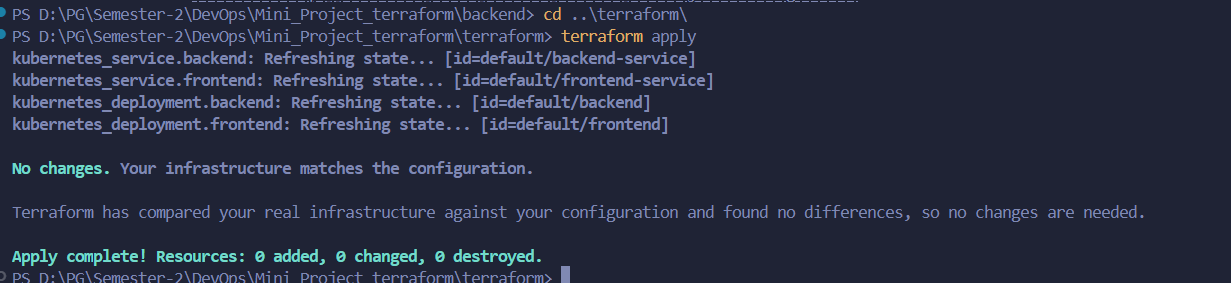 PS D:\PG\Semester-2\DevOps\Mini_Project_terraform\backend> cd ..\terraform\
PS D:\PG\Semester-2\DevOps\Mini_Project_terraform\terraform> terraform apply
kubernetes_service.backend: Refreshing state... [id=default/backend-service]
kubernetes_service.frontend: Refreshing state... [id=default/frontend-service]
kubernetes_deployment.backend: Refreshing state... [id=default/backend]
kubernetes_deployment.frontend: Refreshing state... [id=default/frontend]
No changes. Your infrastructure matches the configuration.
Terraform has compared your real infrastructure against your configuration and found no differences, so no changes are needed.
Apply complete! Resources: 0 added, 0 changed, 0 destroyed.
PS D:\PG\Semester-2\DevOps\Mini_Project_terraform\terraform>